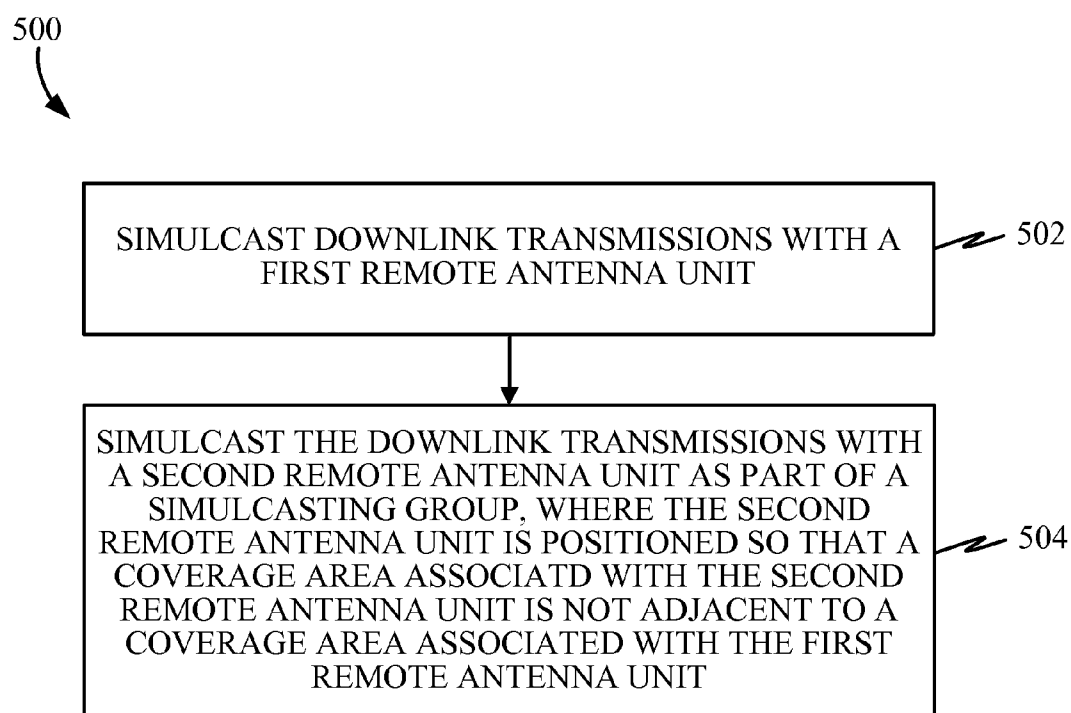 500
SIMULCAST DOWNLINK TRANSMISSIONS WITH A
FIRST REMOTE ANTENNA UNIT
502
SIMULCAST THE DOWNLINK TRANSMISSIONS WITH
A SECOND REMOTE ANTENNA UNIT AS PART OF A
SIMULCASTING GROUP, WHERE THE SECOND
REMOTE ANTENNA UNIT IS POSITIONED SO THAT A
COVERAGE AREA ASSOCIATD WITH THE SECOND
REMOTE ANTENNA UNIT IS NOT ADJACENT TO A
COVERAGE AREA ASSOCIATED WITH THE FIRST
REMOTE ANTENNA UNIT
504